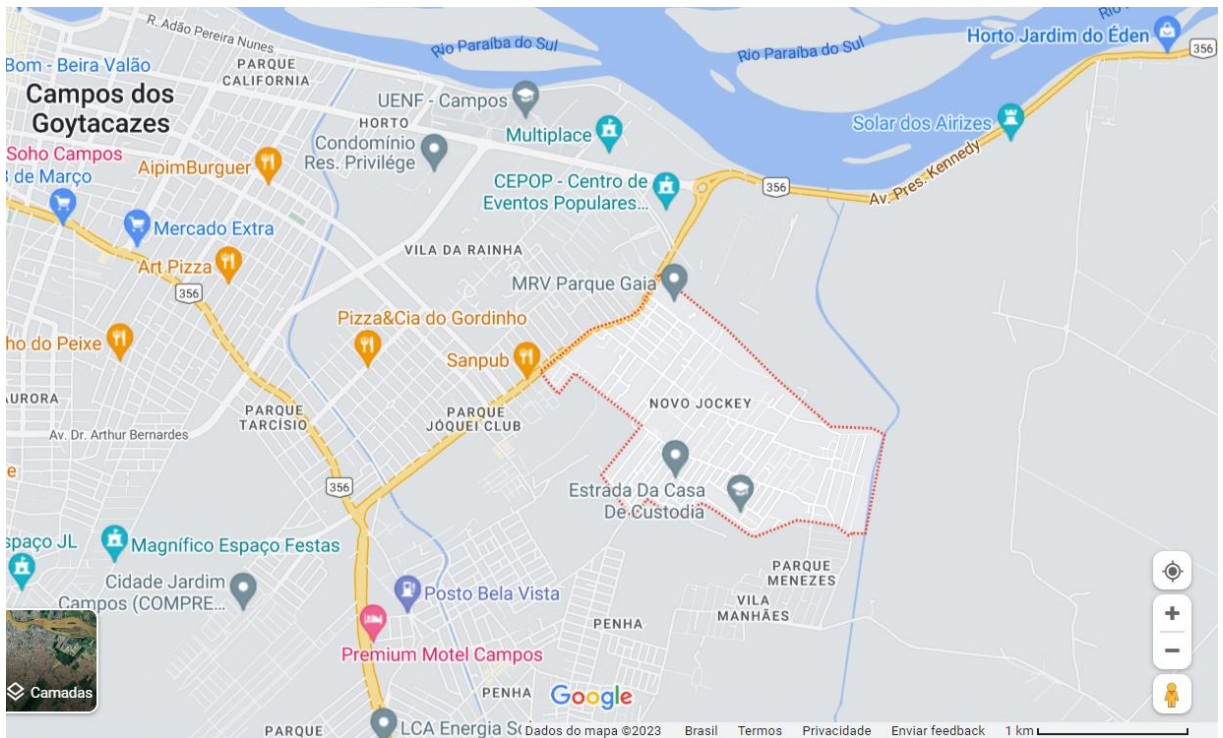 R. Adão Pereira Nunes
Rio Paraíba do Sul
Rio Paraíba do Sul
Rio
Horto Jardim do Éden
356
Bom - Beira Valão
PARQUE
CALIFORNIA
Campos dos
Goytacazes
UENF - Campos
HORTO
Multiplace
Solar dos Airizes
Soho Campos
3 de Março
AipimBurguer
Condomínio
Res. Privilége
CEPOP - Centro de
Eventos Populares...
356
Av. Pres. Kennedy
Mercado Extra
Art Pizza
VILA DA RAINHA
MRV Parque Gaia
356
Pizza&Cia do Gordinho
ho do Peixe
Sanpub
AURORA
PARQUE
TARCÍSIO
PARQUE
JÓQUEI CLUB
NOVO JOCKEY
Av. Dr. Arthur Bernardes
e
356
Estrada Da Casa
De Custodia
spaço JL
Magnífico Espaço Festas
PARQUE
MENEZES
Cidade Jardim
Campos (COMPRE...
Posto Bela Vista
VILA
MANHÃES
PENHA
Premium Motel Campos
Camadas
PENHA
Google
PARQUE
LCA Energia So
Dados do mapa ©2023 Brasil Termos Privacidade Enviar feedback 1 km